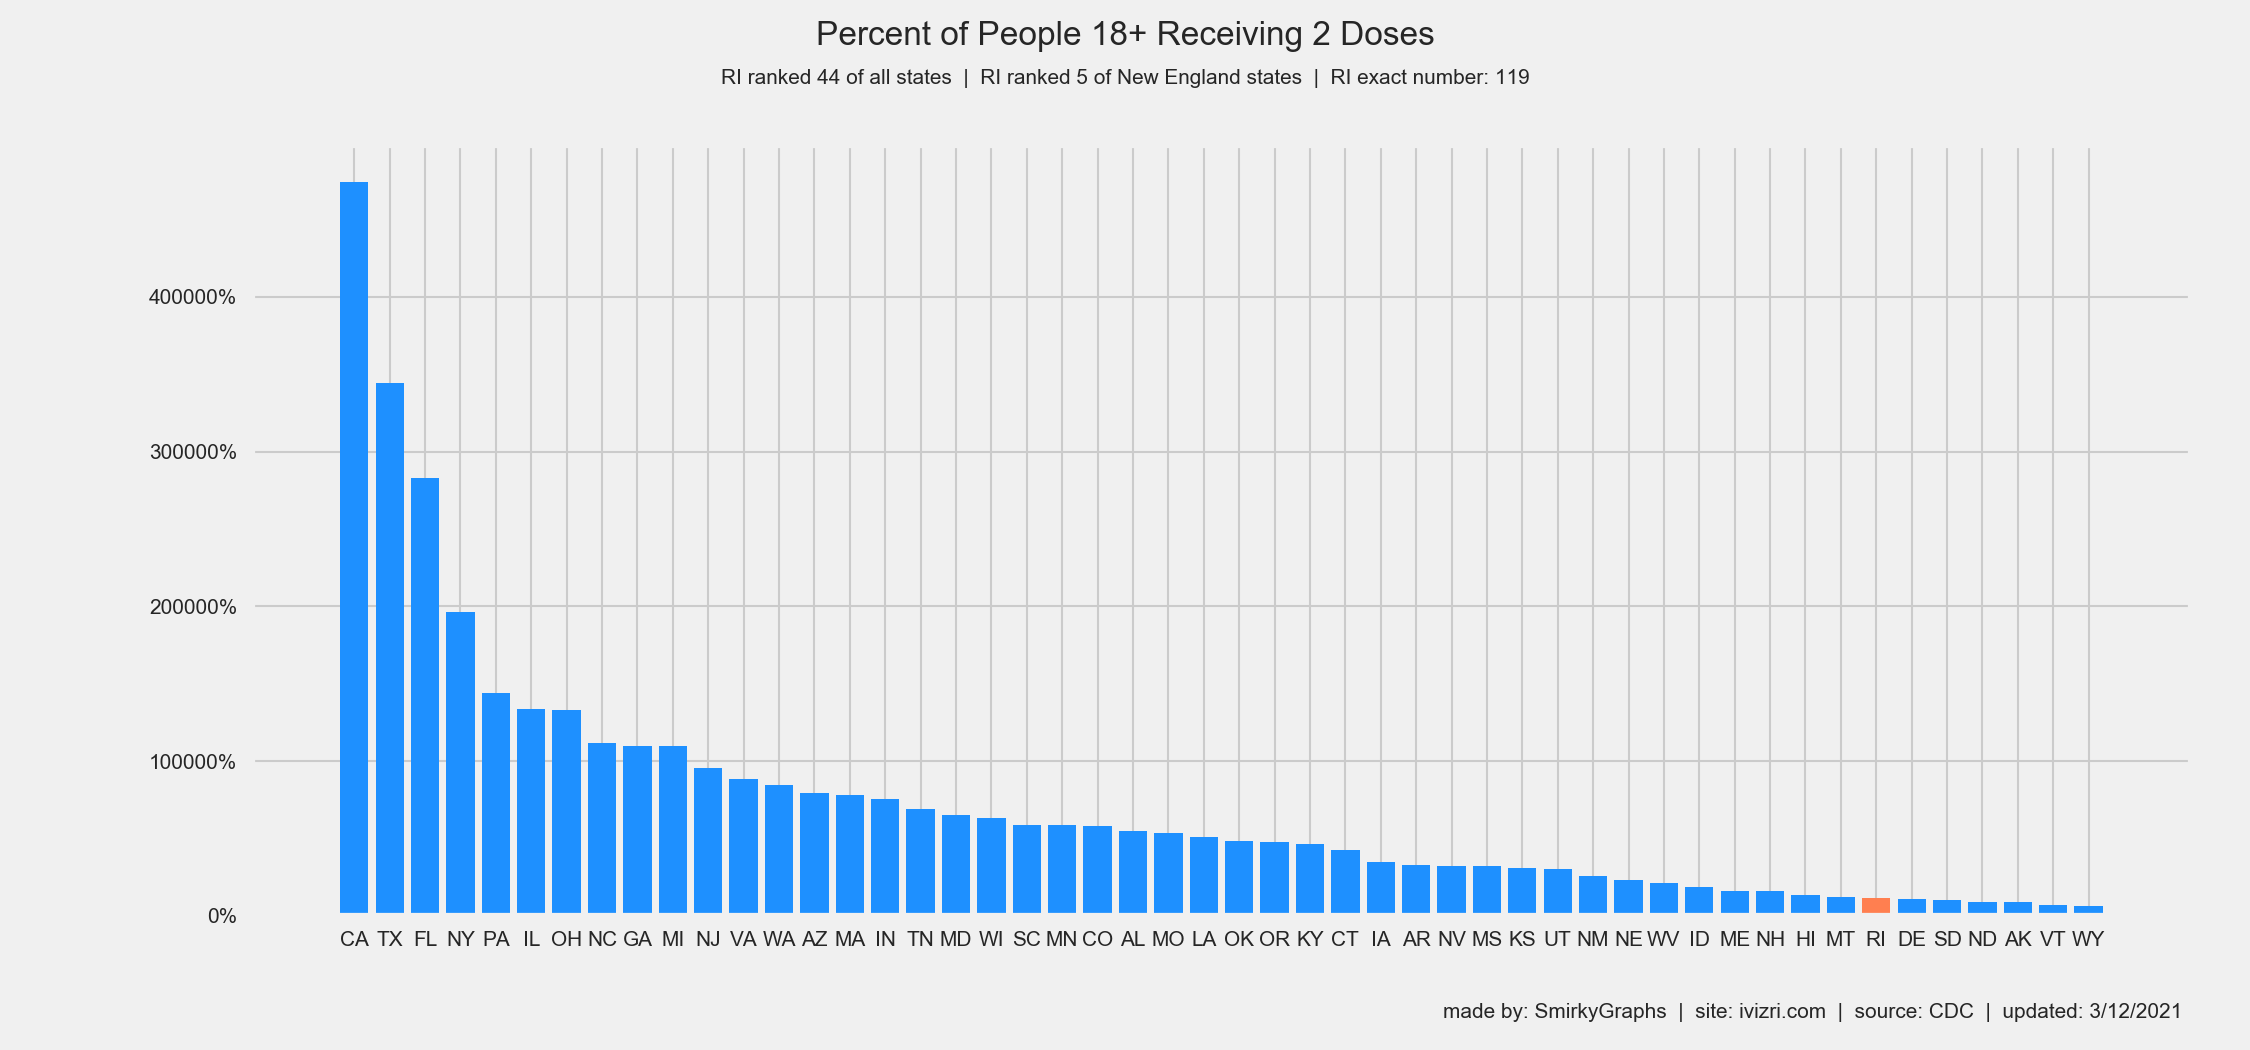 Percent of People 18+ Receiving 2 Doses
RI ranked 44 of all states | RI ranked 5 of New England states | RI exact number: 119
400000%
300000%
200000%
100000%
0%
CA TX FL NY PA IL OH NC GA MI NJ VA WA AZ MA IN TN MD WI SC MN CO AL MO LA OK OR KY CT IA AR NV MS KS UT NM NE WV ID ME NH HI MT RI DE SD ND AK VT WY
made by: SmirkyGraphs | site: ivizri.com | source: CDC | updated: 3/12/2021